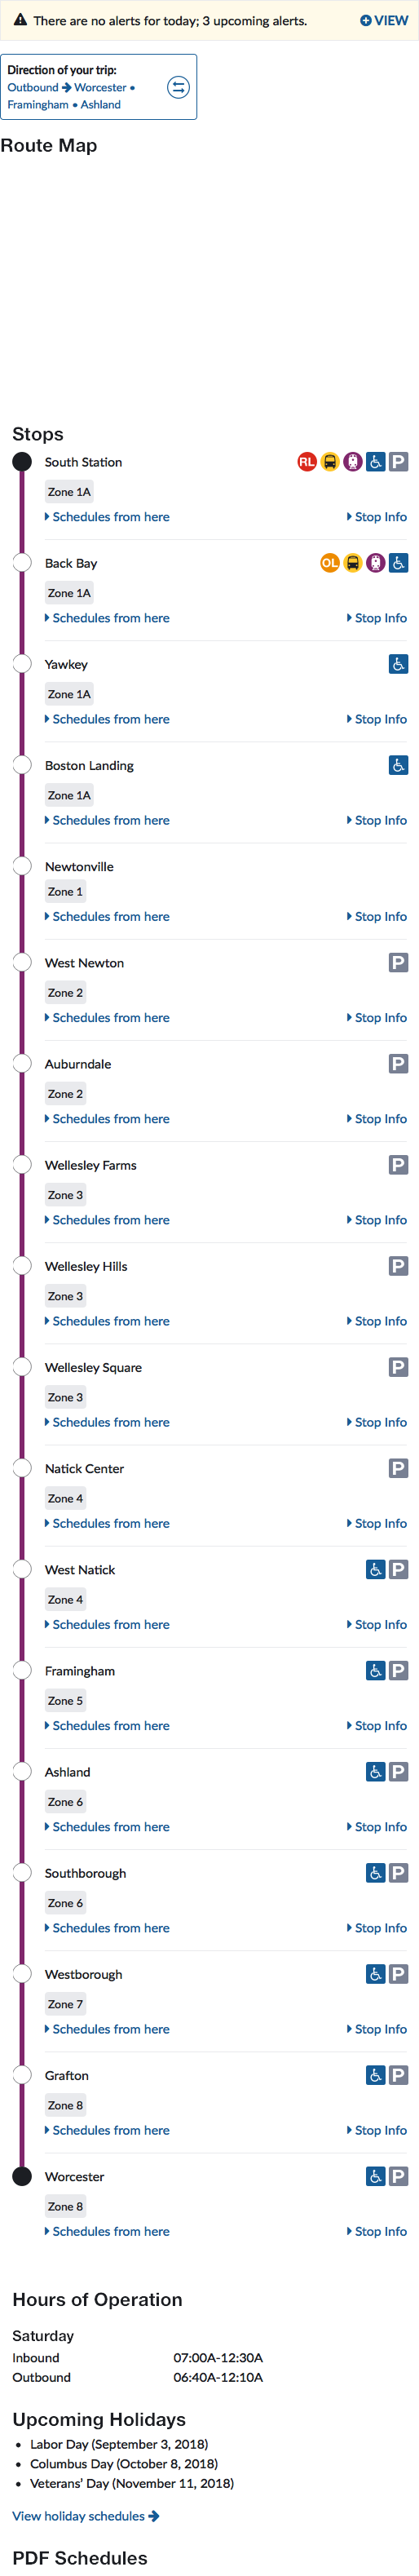 There are no alerts for today; 3 upcoming alerts. VIEW
Direction of your trip:
Outbound → Worcester •
Framingham • Ashland
Route Map
Stops
South Station RL P
Zone 1A
Schedules from here Stop Info
Back Bay OL
Zone 1A
Schedules from here Stop Info
Yawkey
Zone 1A
Schedules from here Stop Info
Boston Landing
Zone 1A
Schedules from here Stop Info
Newtonville
Zone 1
Schedules from here Stop Info
West Newton P
Zone 2
Schedules from here Stop Info
Auburndale P
Zone 2
Schedules from here Stop Info
Wellesley Farms P
Zone 3
Schedules from here Stop Info
Wellesley Hills P
Zone 3
Schedules from here Stop Info
Wellesley Square P
Zone 3
Schedules from here Stop Info
Natick Center P
Zone 4
Schedules from here Stop Info
West Natick P
Zone 4
Schedules from here Stop Info
Framingham P
Zone 5
Schedules from here Stop Info
Ashland P
Zone 6
Schedules from here Stop Info
Southborough P
Zone 6
Schedules from here Stop Info
Westborough P
Zone 7
Schedules from here Stop Info
Grafton P
Zone 8
Schedules from here Stop Info
Worcester P
Zone 8
Schedules from here Stop Info
Hours of Operation
Saturday
Inbound 07:00A-12:30A
Outbound 06:40A-12:10A
Upcoming Holidays
• Labor Day (September 3, 2018)
• Columbus Day (October 8, 2018)
• Veterans’ Day (November 11, 2018)
View holiday schedules →
PDF Schedules